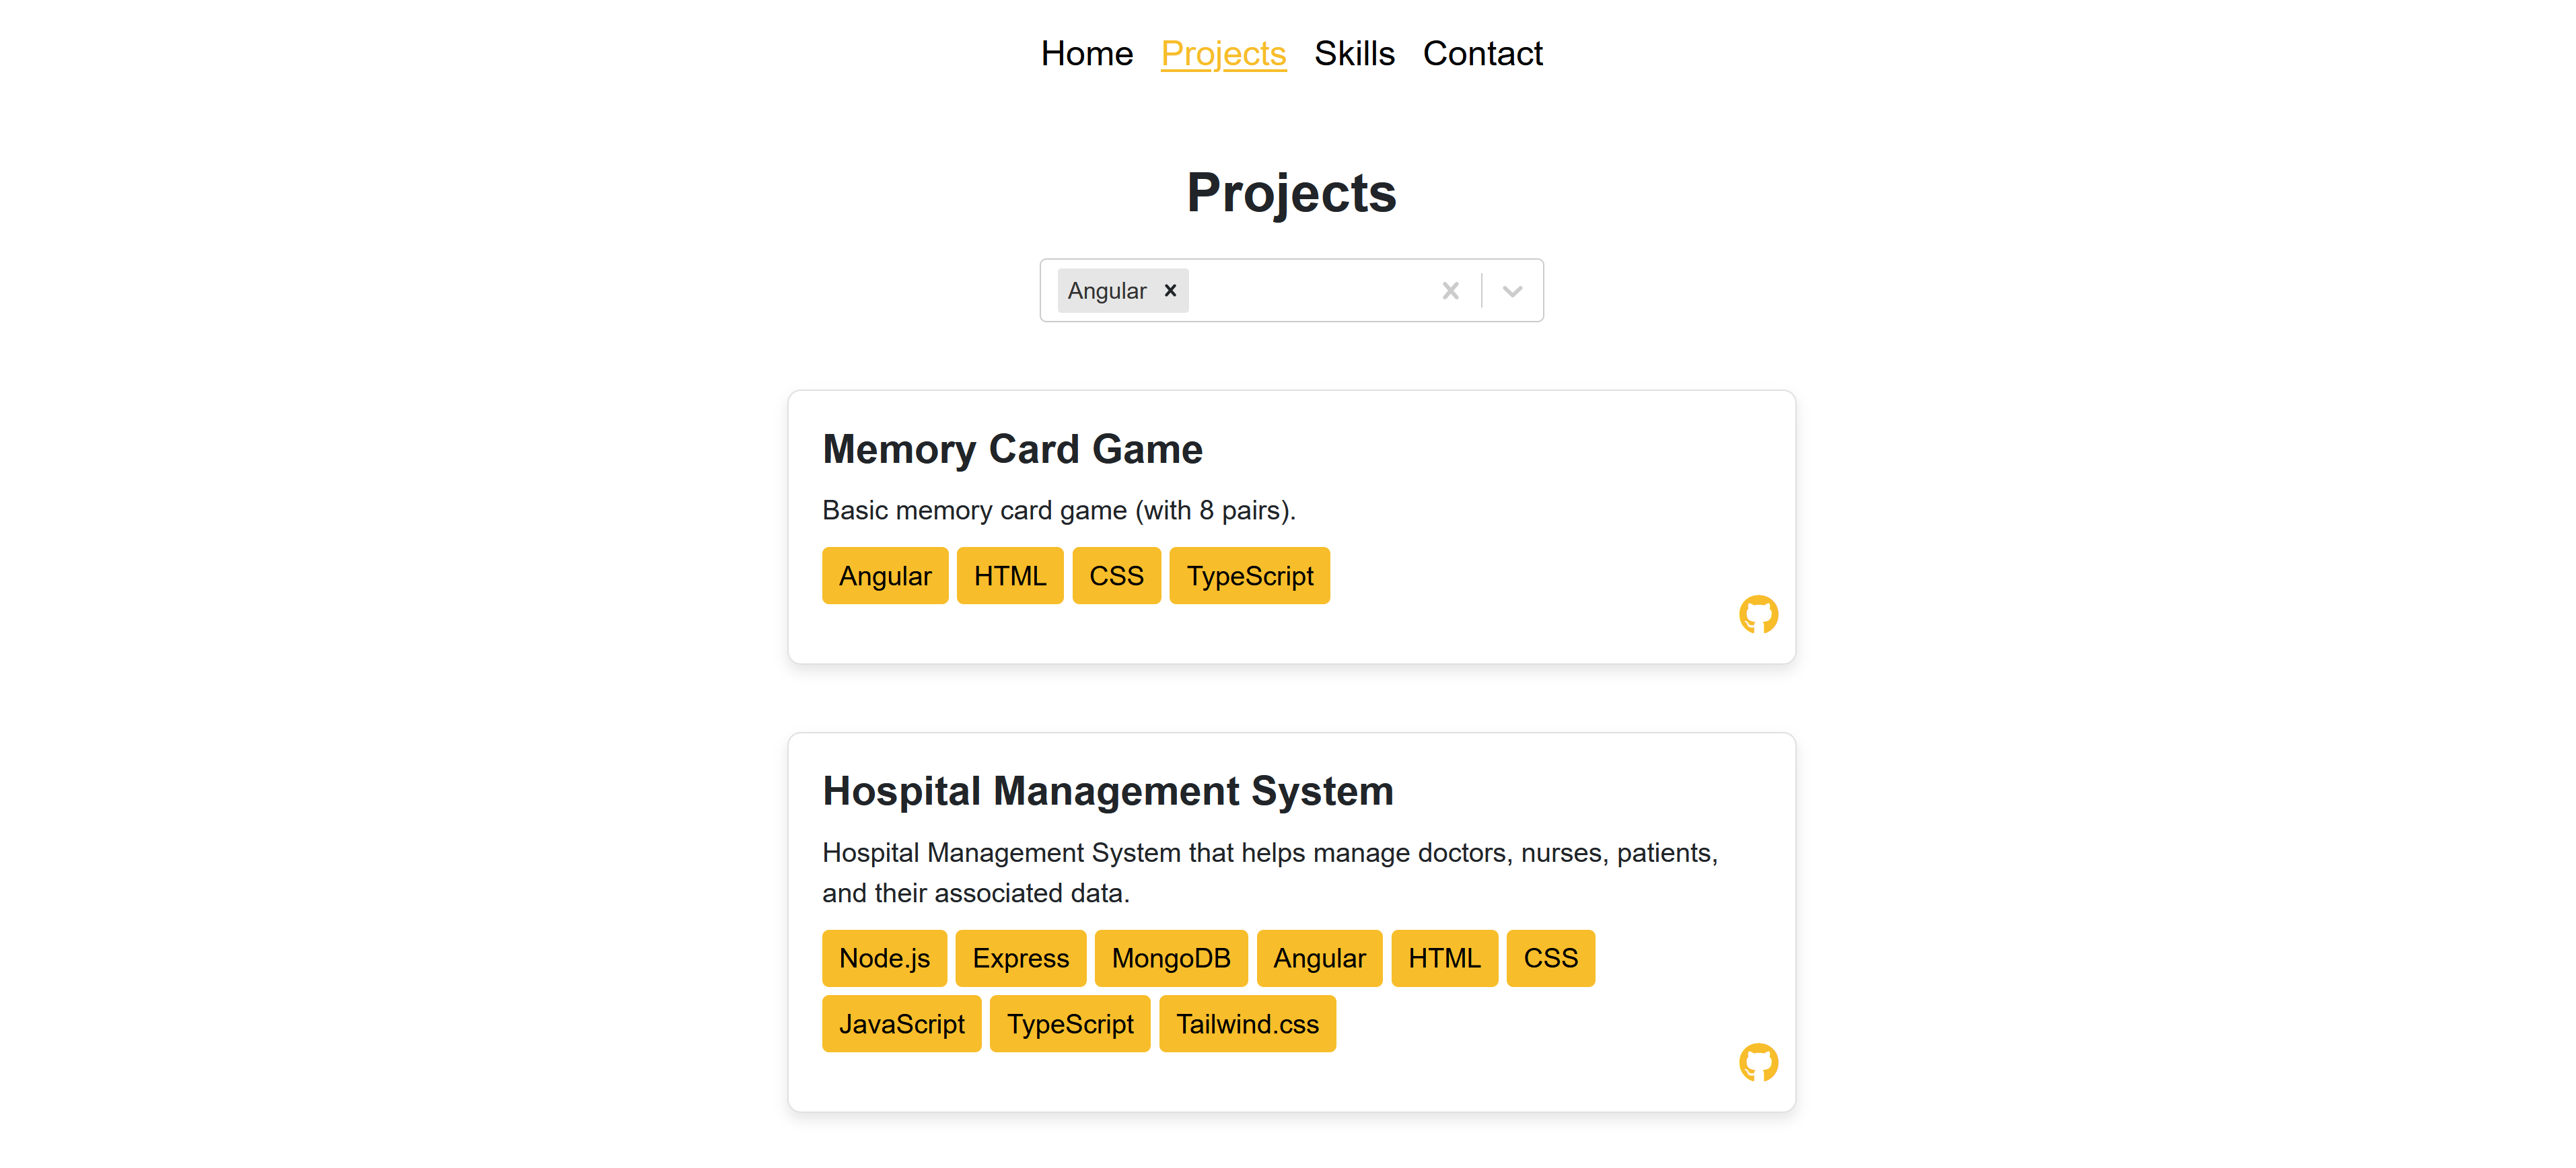 Home Projects Skills Contact
Projects
Angular
Memory Card Game
Basic memory card game (with 8 pairs).
Angular HTML CSS TypeScript
Hospital Management System
Hospital Management System that helps manage doctors, nurses, patients,
and their associated data.
Node.js Express MongoDB Angular HTML CSS
JavaScript TypeScript Tailwind.css